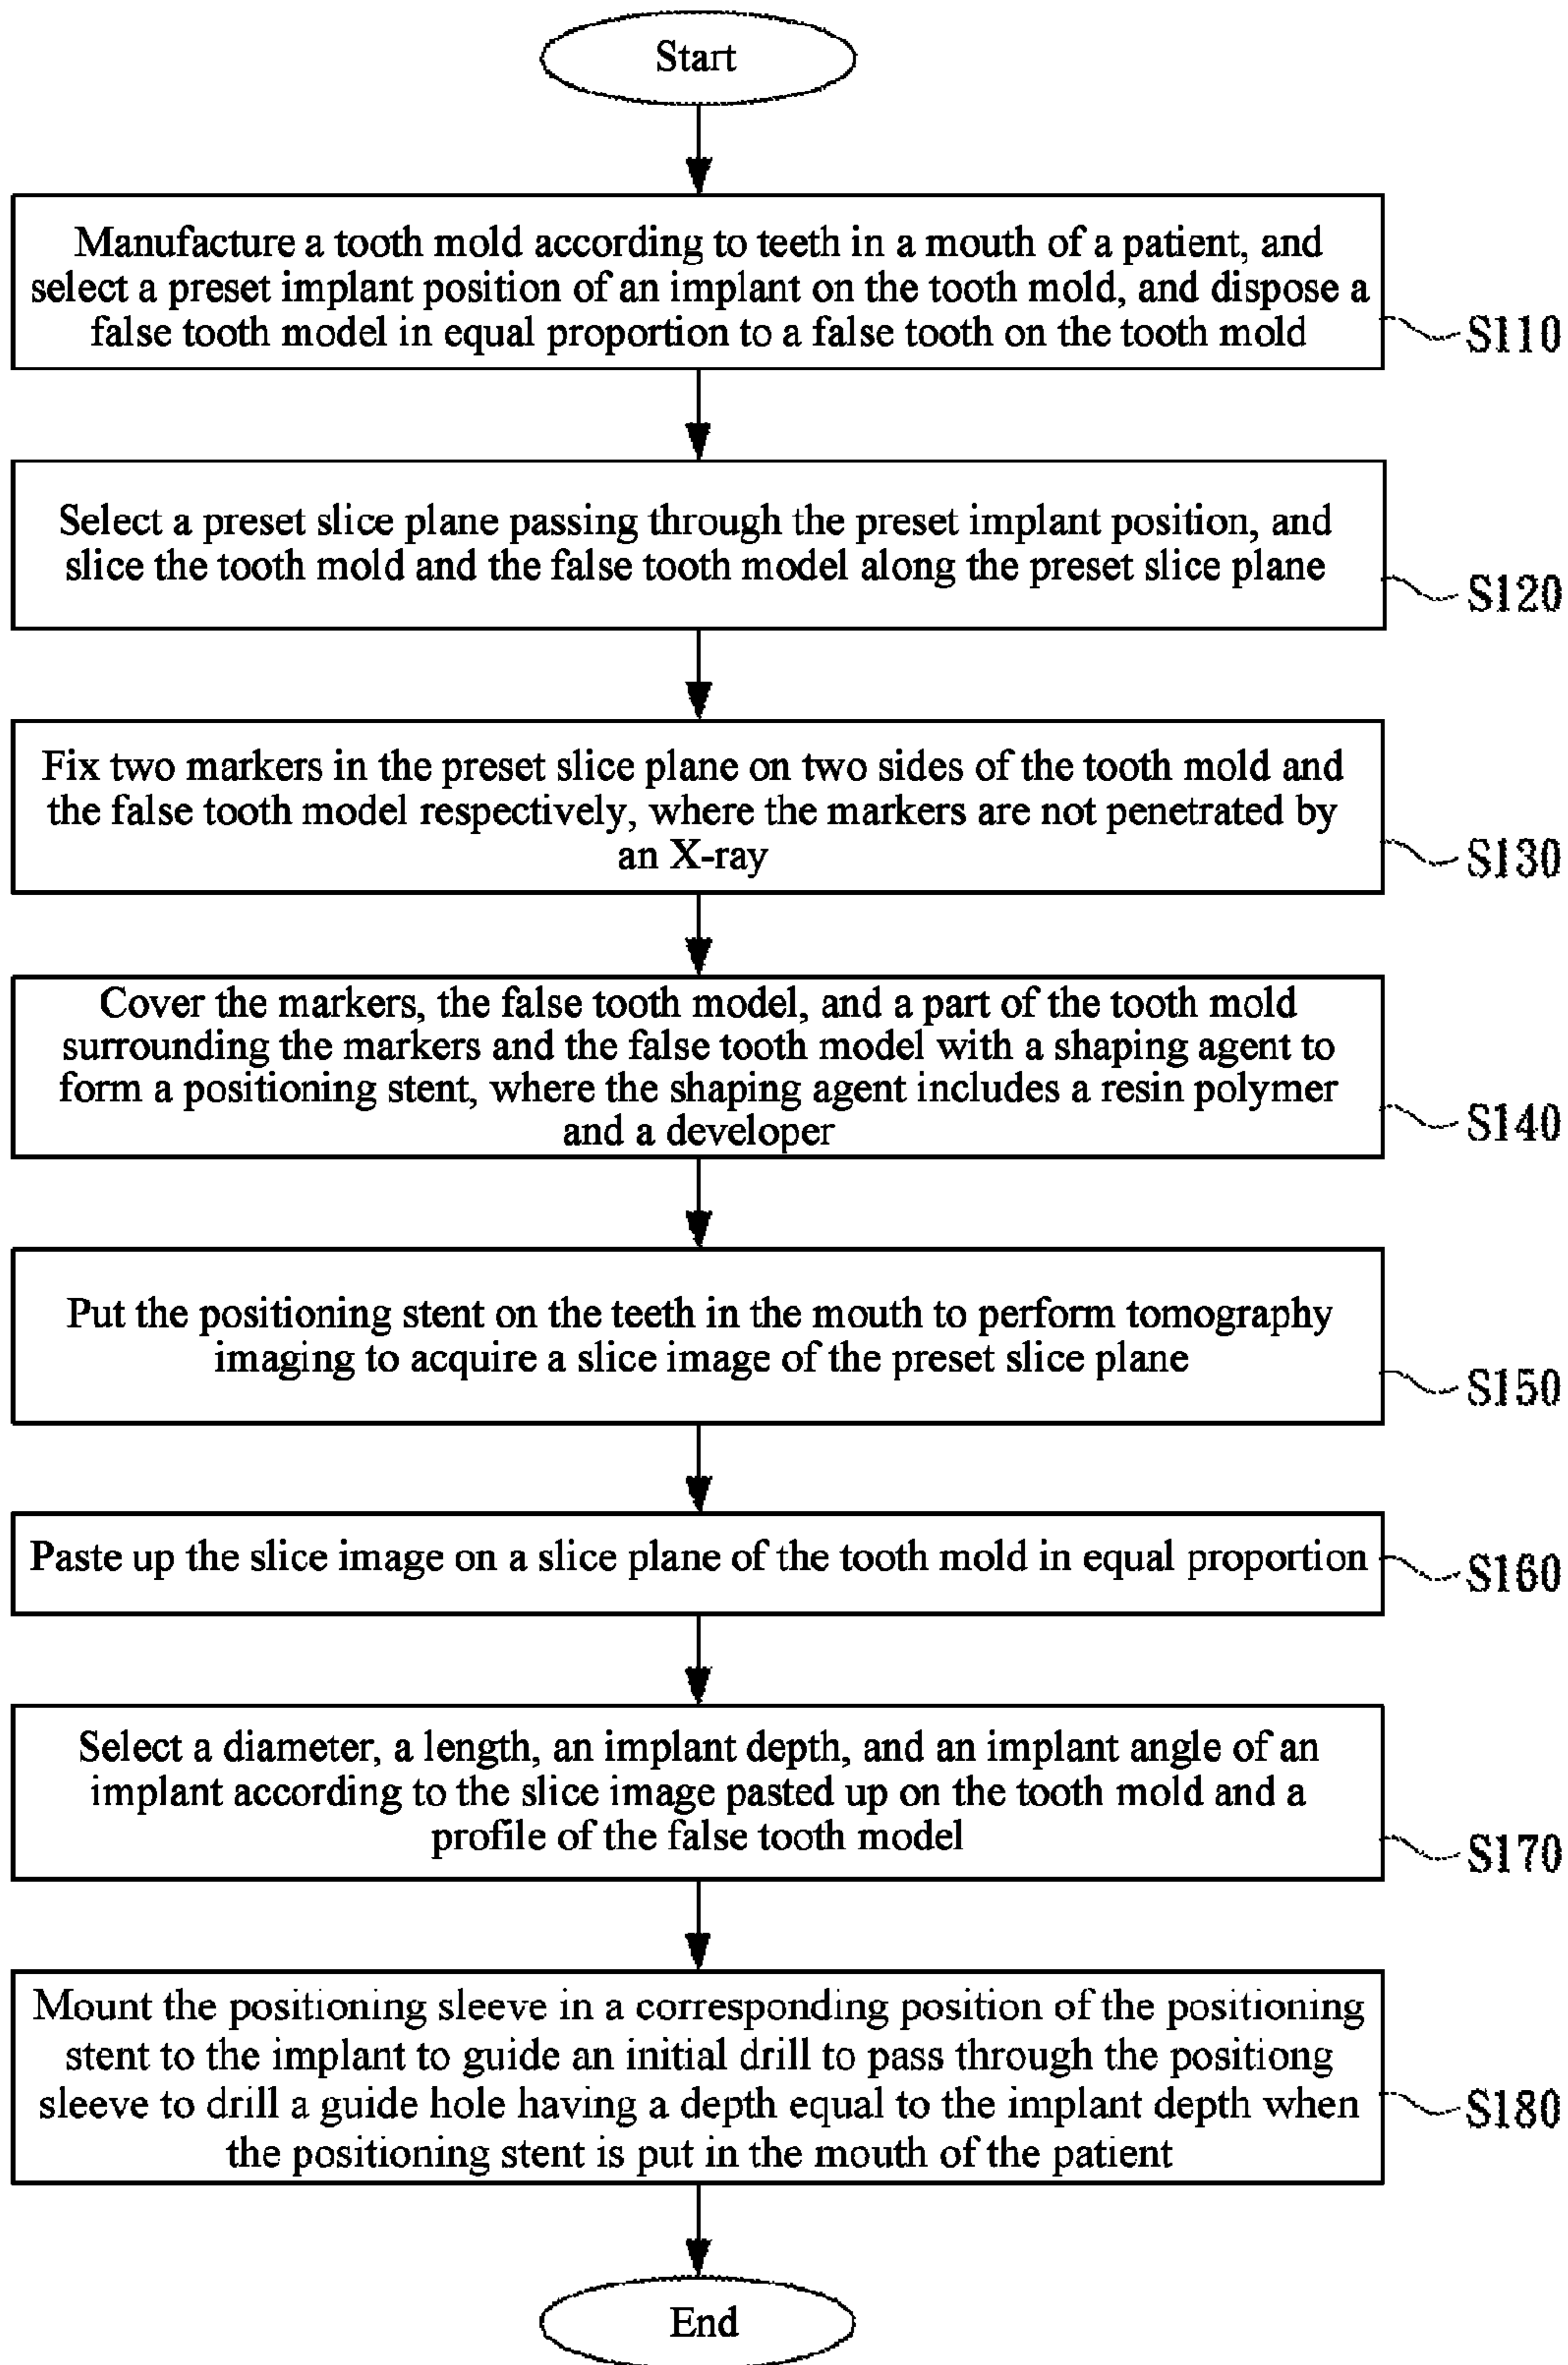 Start
Manufacture a tooth mold according to teeth in a mouth of a patient, and
select a preset implant position of an implant on the tooth mold, and dispose a
false tooth model in equal proportion to a false tooth on the tooth mold
S110
Select a preset slice plane passing through the preset implant position, and
slice the tooth mold and the false tooth model along the preset slice plane
S120
Fix two markers in the preset slice plane on two sides of the tooth mold and
the false tooth model respectively, where the markers are not penetrated by
an X-ray
S130
Cover the markers, the false tooth model, and a part of the tooth mold
surrounding the markers and the false tooth model with a shaping agent to
form a positioning stent, where the shaping agent includes a resin polymer
and a developer
S140
Put the positioning stent on the teeth in the mouth to perform tomography
imaging to acquire a slice image of the preset slice plane
S150
Paste up the slice image on a slice plane of the tooth mold in equal proportion
S160
Select a diameter, a length, an implant depth, and an implant angle of an
implant according to the slice image pasted up on the tooth mold and a
profile of the false tooth model
S170
Mount the positioning sleeve in a corresponding position of the positioning
stent to the implant to guide an initial drill to pass through the positiong
sleeve to drill a guide hole having a depth equal to the implant depth when
the positioning stent is put in the mouth of the patient
S180
End